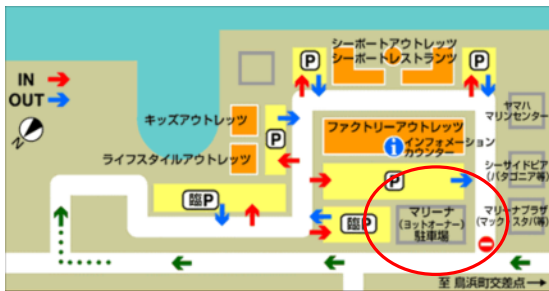 シーポートアウトレッツ
シーポートレストランツ
P
P
IN
OUT
N
キッズアウトレッツ
P
ライフスタイルアウトレッツ
ファクトリーアウトレッツ
i インフォメーション
カウンター
ヤマハ
マリンセンター
シーサイドピア
(パタゴニア等)
P
臨P
臨P
マリーナ
(ヨットオーナー)
駐車場
マリーナプラザ
(マック スタバ等)
至 鳥浜町交差点→